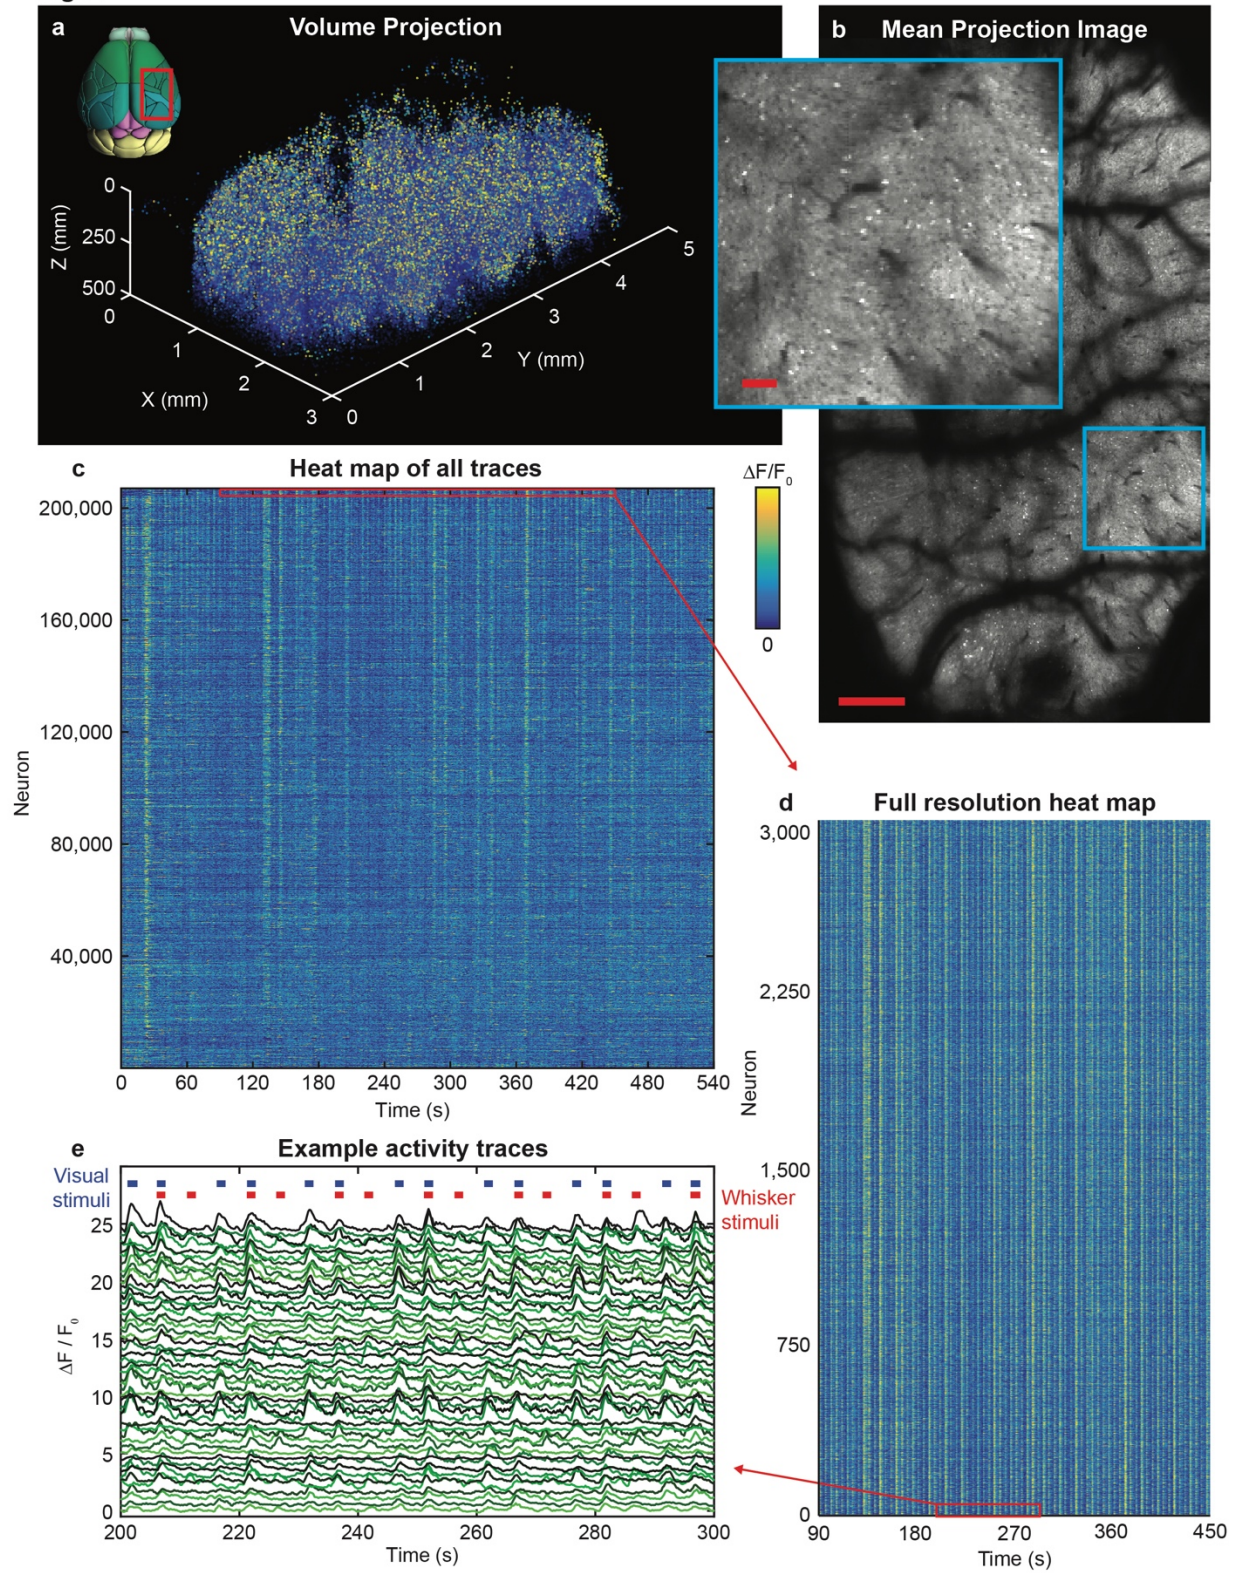 a
Volume Projection
0
250
500
Z (mm)
0
1
2
3
X (mm)
0
1
2
3
4
5
Y (mm)
b
Mean Projection Image
c
Heat map of all traces
200,000
160,000
120,000
80,000
40,000
Neuron
0 60 120 180 240 300 360 420 480 540
Time (s)
ΔF/F₀
0
d
Full resolution heat map
3,000
2,250
1,500
750
0
Neuron
90 180 270 360 450
Time (s)
e
Example activity traces
Visual
stimuli
Whisker
stimuli
25
20
15
10
5
0
ΔF / F₀
200 220 240 260 280 300
Time (s)